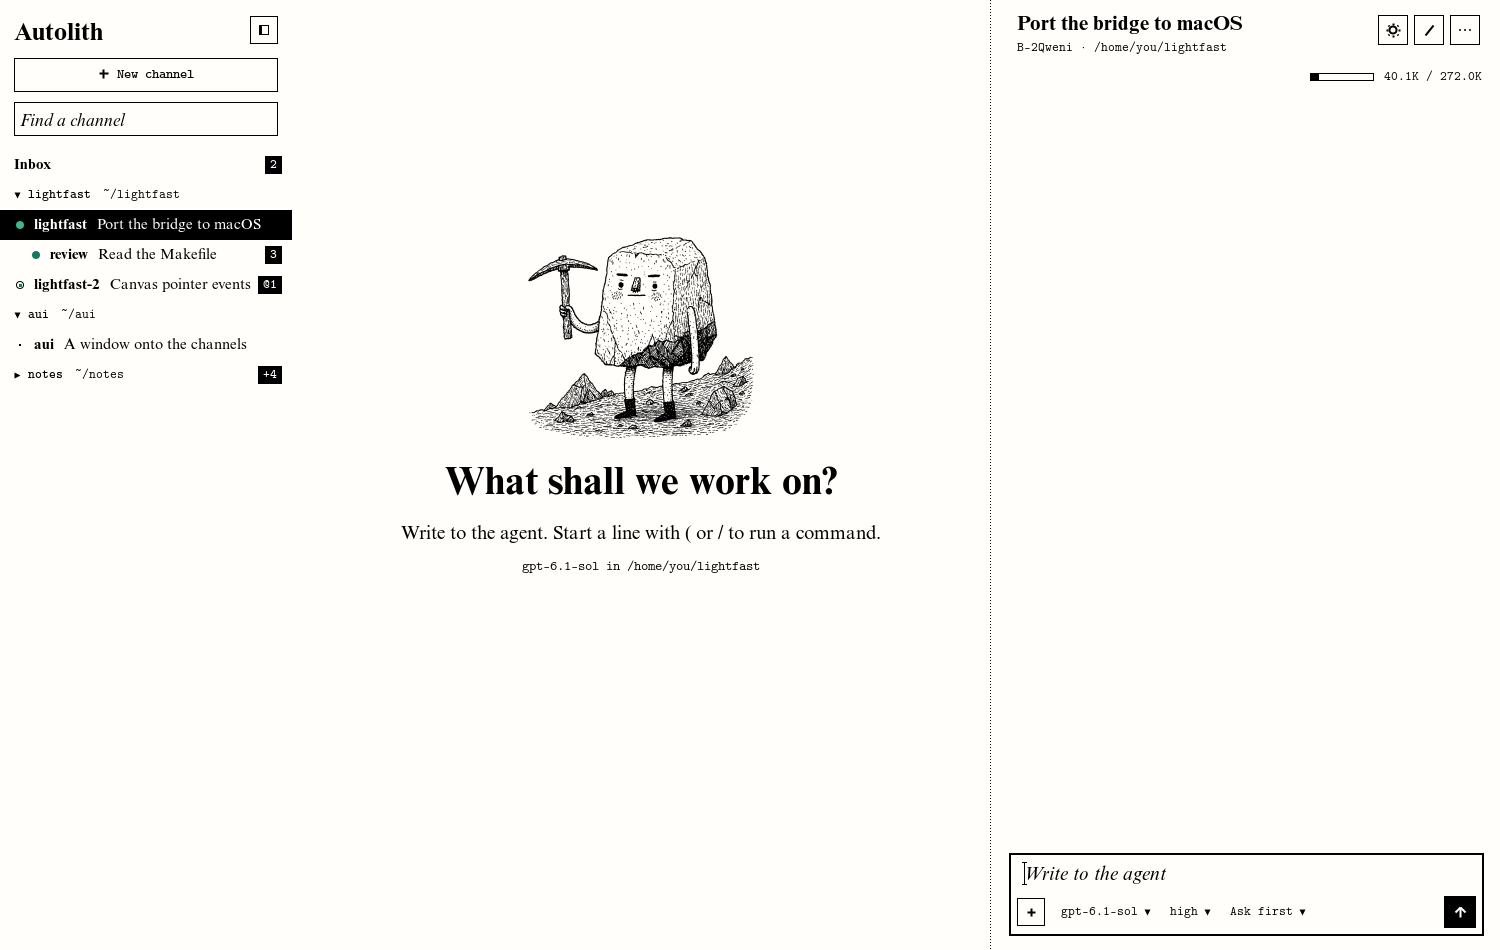 Autolith
+ New channel
Find a channel
Inbox 2
▼ lightfast ~/lightfast
lightfast Port the bridge to macOS
review Read the Makefile 3
lightfast-2 Canvas pointer events @1
▼ aui ~/aui
aui A window onto the channels
▶ notes ~/notes +4
What shall we work on?
Write to the agent. Start a line with ( or / to run a command.
gpt-6.1-sol in /home/you/lightfast
Port the bridge to macOS
B-2Qweni · /home/you/lightfast
40.1K / 272.0K
Write to the agent
+ gpt-6.1-sol ▼ high ▼ Ask first ▼